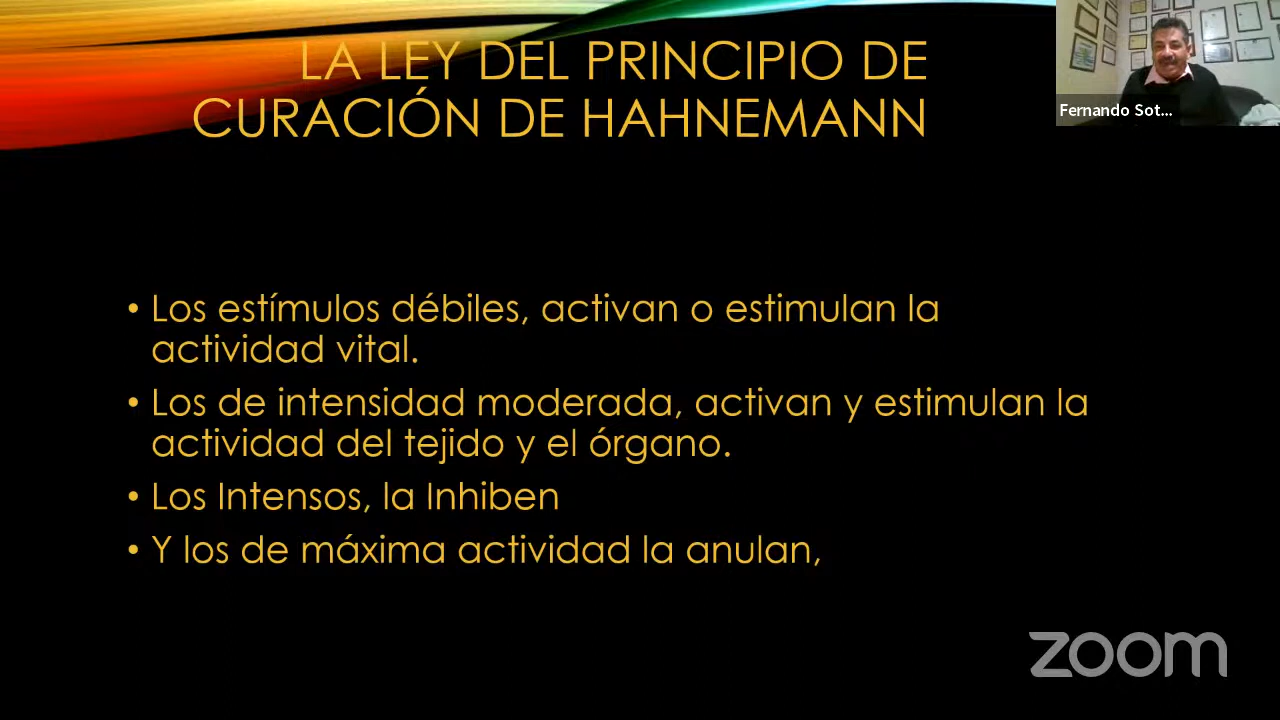 LA LEY DEL PRINCIPIO DE
CURACIÓN DE HAHNEMANN
Fernando Sot...
• Los estímulos débiles, activan o estimulan la
actividad vital.
• Los de intensidad moderada, activan y estimulan la
actividad del tejido y el órgano.
• Los Intensos, la Inhiben
• Y los de máxima actividad la anulan,
zoom